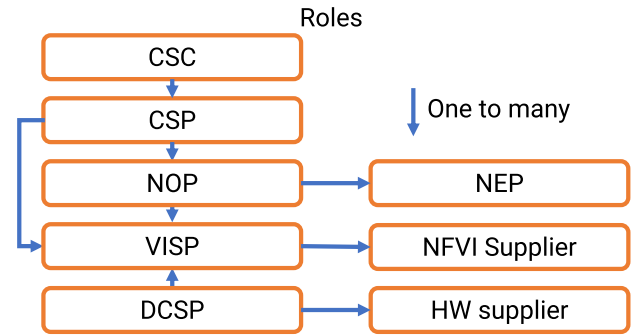 Roles
CSC
CSP
One to many
NOP
NEP
VISP
NFVI Supplier
DCSP
HW supplier